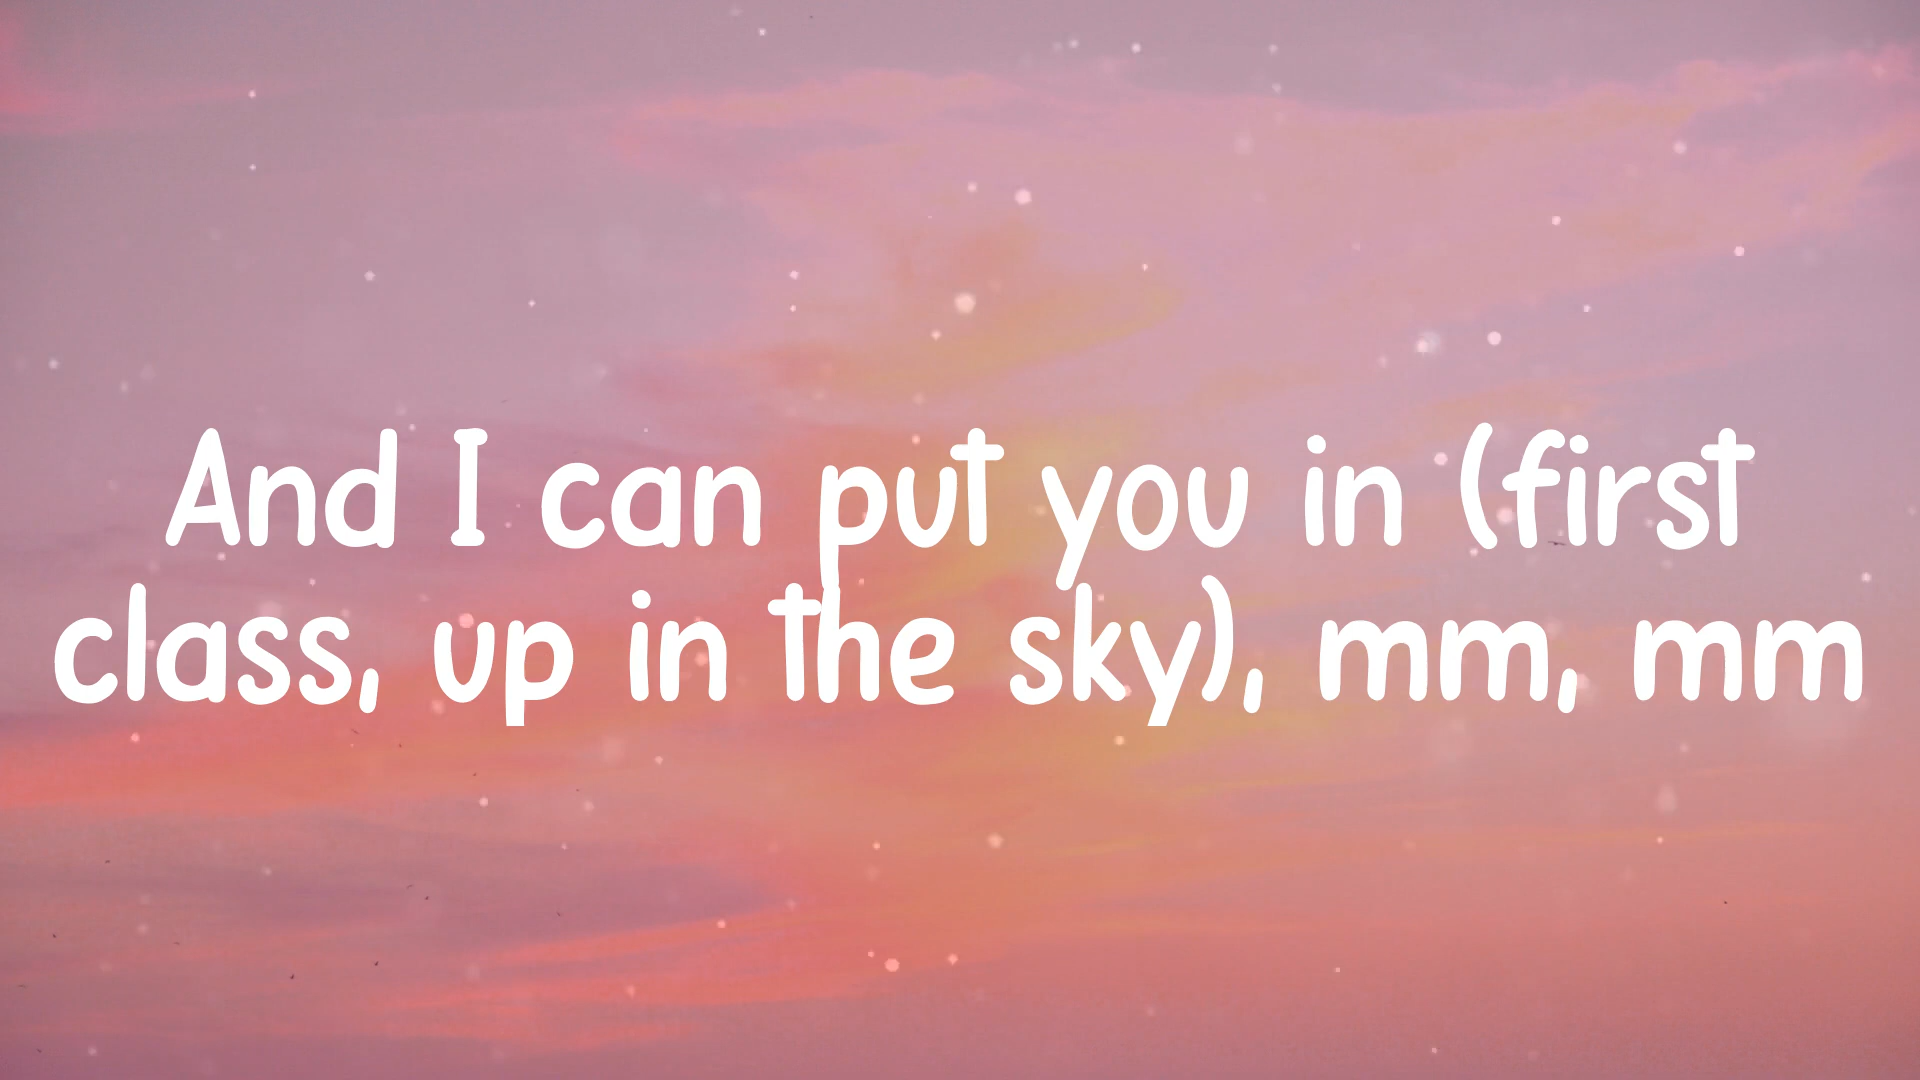 And I can put you in (first
class, up in the sky), mm, mm